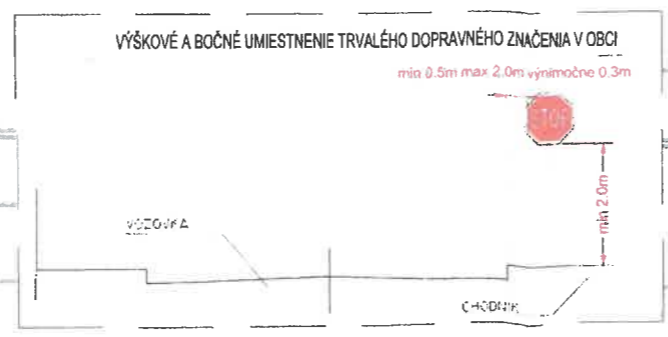 VÝŠKOVÉ A BOČNÉ UMIESTNENIE TRVALÉHO DOPRAVNÉHO ZNAČENIA V OBCI
min 0.5m max 2.0m výnimočne 0.3m
STOP
min 2.0m
VOZOVKA
CHODNIK